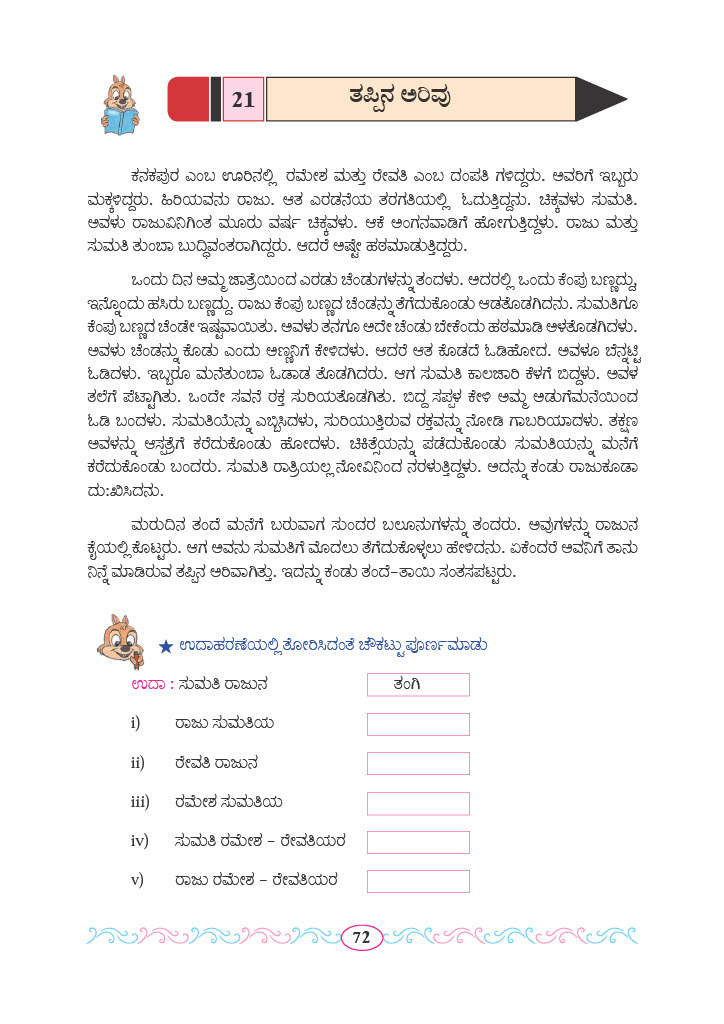 21
ತಪ್ಪಿನ ಅರಿವು
ಕನಕಪುರ ಎಂಬ ಊರಿನಲ್ಲಿ ರಮೇಶ ಮತ್ತು ರೇವತಿ ಎಂಬ ದಂಪತಿ ಗಳಿದ್ದರು. ಅವರಿಗೆ ಇಬ್ಬರು
ಮಕ್ಕಳಿದ್ದರು. ಹಿರಿಯವನು ರಾಜು. ಆತ ಎರಡನೆಯ ತರಗತಿಯಲ್ಲಿ ಓದುತ್ತಿದ್ದನು. ಚಿಕ್ಕವಳು ಸುಮತಿ.
ಅವಳು ರಾಜುವಿನಿಗಿಂತ ಮೂರು ವರ್ಷ ಚಿಕ್ಕವಳು. ಆಕೆ ಅಂಗನವಾಡಿಗೆ ಹೋಗುತ್ತಿದ್ದಳು. ರಾಜು ಮತ್ತು
ಸುಮತಿ ತುಂಬಾ ಬುದ್ಧಿವಂತರಾಗಿದ್ದರು. ಆದರೆ ಅಷ್ಟೇ ಹಠಮಾಡುತ್ತಿದ್ದರು.
ಒಂದು ದಿನ ಅಮ್ಮ ಜಾತ್ರೆಯಿಂದ ಎರಡು ಚೆಂಡುಗಳನ್ನು ತಂದಳು. ಅದರಲ್ಲಿ ಒಂದು ಕೆಂಪು ಬಣ್ಣದ್ದು,
ಇನ್ನೊಂದು ಹಸಿರು ಬಣ್ಣದ್ದು. ರಾಜು ಕೆಂಪು ಬಣ್ಣದ ಚೆಂಡನ್ನು ತೆಗೆದುಕೊಂಡು ಆಡತೊಡಗಿದನು. ಸುಮತಿಗೂ
ಕೆಂಪು ಬಣ್ಣದ ಚೆಂಡೇ ಇಷ್ಟವಾಯಿತು. ಅವಳು ತನಗೂ ಅದೇ ಚೆಂಡು ಬೇಕೆಂದು ಹಠಮಾಡಿ ಅಳತೊಡಗಿದಳು.
ಅವಳು ಚೆಂಡನ್ನು ಕೊಡು ಎಂದು ಅಣ್ಣನಿಗೆ ಕೇಳಿದಳು. ಆದರೆ ಆತ ಕೊಡದೆ ಓಡಿಹೋದ. ಅವಳೂ ಬೆನ್ನಟ್ಟಿ
ಓಡಿದಳು. ಇಬ್ಬರೂ ಮನೆತುಂಬಾ ಓಡಾಡ ತೊಡಗಿದರು. ಆಗ ಸುಮತಿ ಕಾಲಜಾರಿ ಕೆಳಗೆ ಬಿದ್ದಳು. ಅವಳ
ತಲೆಗೆ ಪೆಟ್ಟಾಗಿತು. ಒಂದೇ ಸವನೆ ರಕ್ತ ಸುರಿಯತೊಡಗಿತು. ಬಿದ್ದ ಸಪ್ಪಳ ಕೇಳಿ ಅಮ್ಮ ಅಡುಗೆಮನೆಯಿಂದ
ಓಡಿ ಬಂದಳು. ಸುಮತಿಯೆನ್ನು ಎಬ್ಬಿಸಿದಳು, ಸುರಿಯುತ್ತಿರುವ ರಕ್ತವನ್ನು ನೋಡಿ ಗಾಬರಿಯಾದಳು. ತಕ್ಷಣ
ಅವಳನ್ನು ಆಸ್ಪತ್ರೆಗೆ ಕರೆದುಕೊಂಡು ಹೋದಳು. ಚಿಕಿತ್ಸೆಯನ್ನು ಪಡೆದುಕೊಂಡು ಸುಮತಿಯನ್ನು ಮನೆಗೆ
ಕರೆದುಕೊಂಡು ಬಂದರು. ಸುಮತಿ ರಾತ್ರಿಯಲ್ಲ ನೋವಿನಿಂದ ನರಳುತ್ತಿದ್ದಳು. ಅದನ್ನು ಕಂಡು ರಾಜುಕೂಡಾ
ದು:ಖಿಸಿದನು.
ಮರುದಿನ ತಂದೆ ಮನೆಗೆ ಬರುವಾಗ ಸುಂದರ ಬಲೂನುಗಳನ್ನು ತಂದರು. ಅವುಗಳನ್ನು ರಾಜುನ
ಕೈಯಲ್ಲಿ ಕೊಟ್ಟರು. ಆಗ ಅವನು ಸುಮತಿಗೆ ಮೊದಲು ತೆಗೆದುಕೊಳ್ಳಲು ಹೇಳಿದನು. ಏಕೆಂದರೆ ಅವನಿಗೆ ತಾನು
ನಿನ್ನೆ ಮಾಡಿರುವ ತಪ್ಪಿನ ಅರಿವಾಗಿತ್ತು. ಇದನ್ನು ಕಂಡು ತಂದೆ-ತಾಯಿ ಸಂತಸಪಟ್ಟರು.
★ ಉದಾಹರಣೆಯಲ್ಲಿ ತೋರಿಸಿದಂತೆ ಚೌಕಟ್ಟು ಪೂರ್ಣಮಾಡು
ಉದಾ : ಸುಮತಿ ರಾಜುನ ತಂಗಿ
i) ರಾಜು ಸುಮತಿಯ
ii) ರೇವತಿ ರಾಜುನ
iii) ರಮೇಶ ಸುಮತಿಯ
iv) ಸುಮತಿ ರಮೇಶ - ರೇವತಿಯರ
v) ರಾಜು ರಮೇಶ - ರೇವತಿಯರ
72